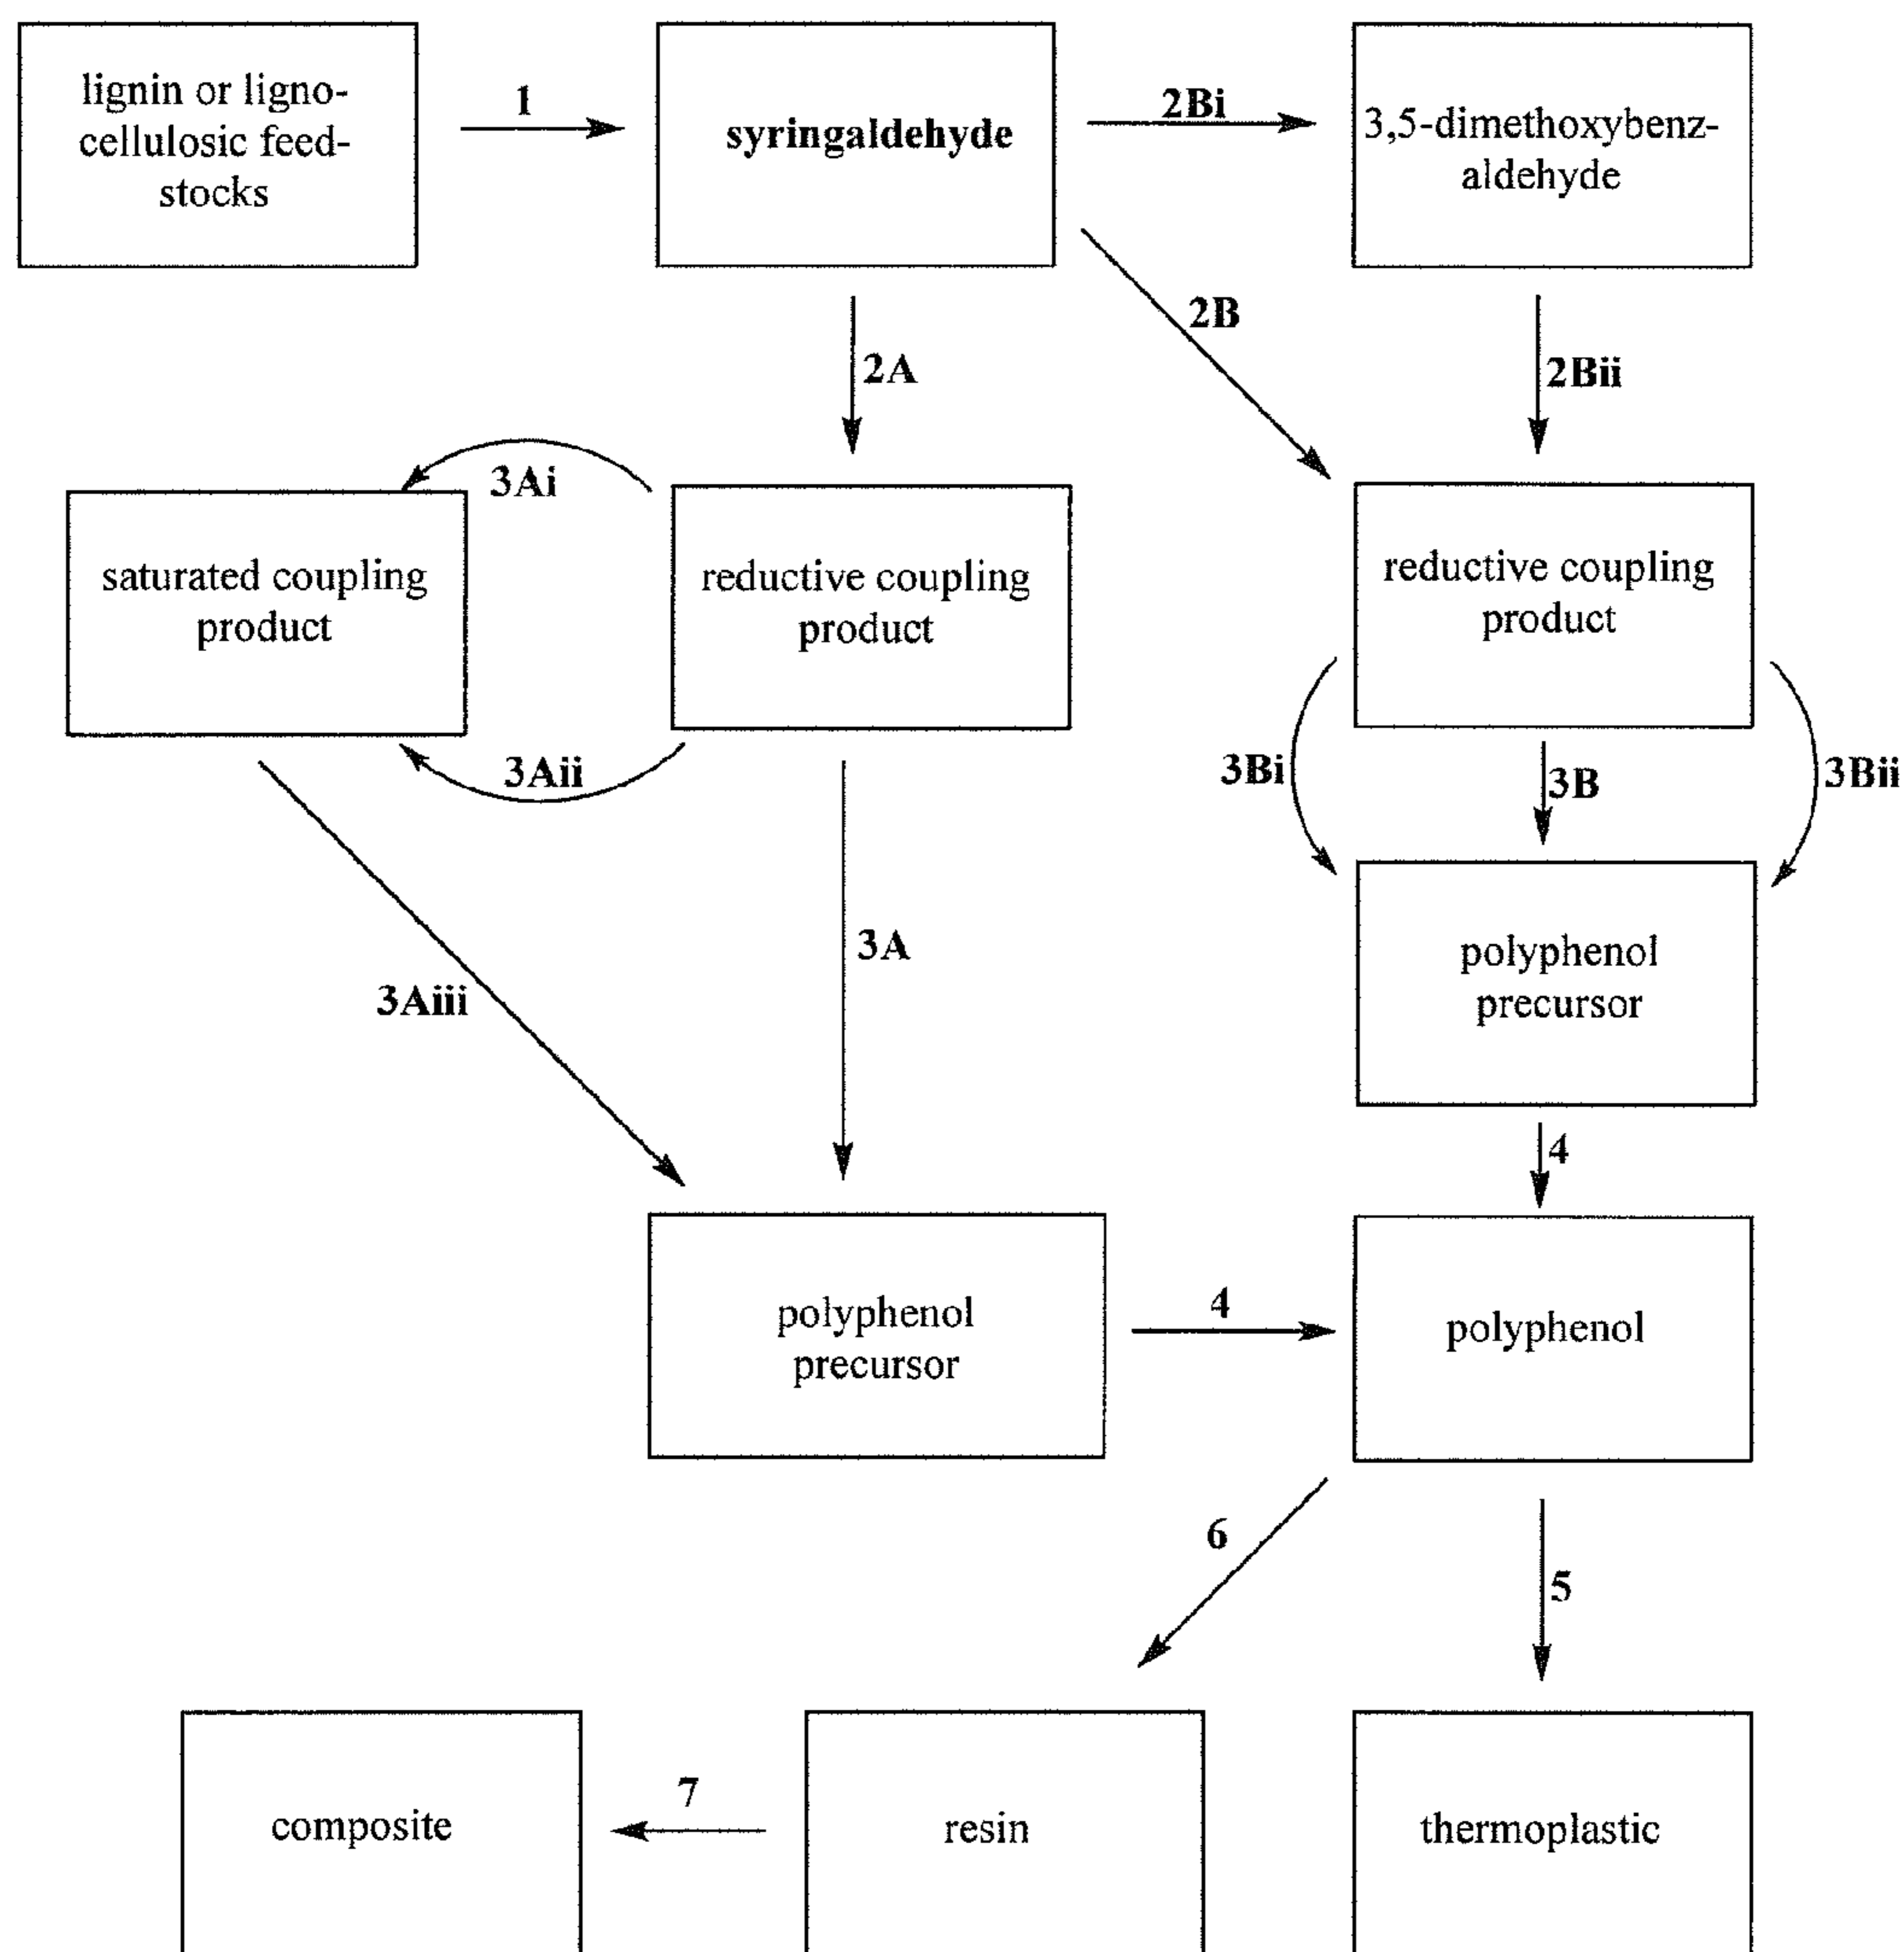 lignin or ligno-
cellulosic feed-
stocks
1
syringaldehyde
2Bi
3,5-dimethoxybenz-
aldehyde
2A
2B
2Bii
3Ai
saturated coupling
product
reductive coupling
product
reductive coupling
product
3Aii
3Bi
3B
3Bii
3Aiii
3A
polyphenol
precursor
4
polyphenol
precursor
4
polyphenol
6
5
composite
7
resin
thermoplastic